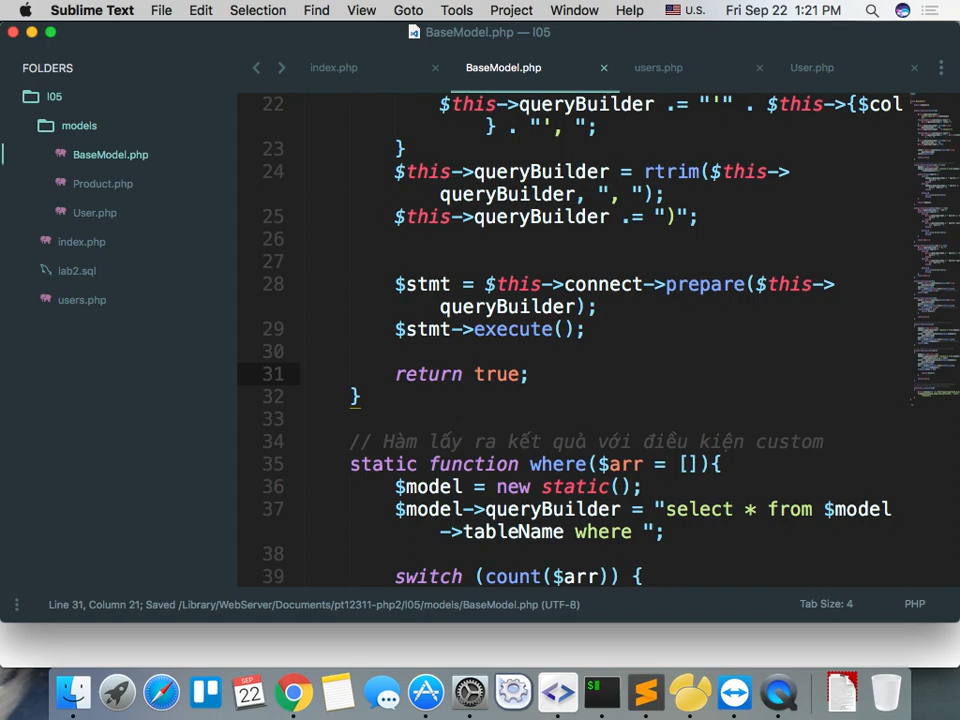 Sublime Text File Edit Selection Find View Goto Tools Project Window Help U.S. Fri Sep 22 1:21 PM
BaseModel.php — l05
FOLDERS
l05
models
BaseModel.php
Product.php
User.php
index.php
lab2.sql
users.php
index.php × BaseModel.php × users.php × User.php ×
22 $this->queryBuilder .= "'" . $this->{$col
} . "', ";
23 }
24 $this->queryBuilder = rtrim($this->
queryBuilder, ", ");
25 $this->queryBuilder .= ")";
26
27
28 $stmt = $this->connect->prepare($this->
queryBuilder);
29 $stmt->execute();
30
31 return true;
32 }
33
34 // Hàm lấy ra kết quả với điều kiện custom
35 static function where($arr = []){
36 $model = new static();
37 $model->queryBuilder = "select * from $model
->tableName where ";
38
39 switch (count($arr)) {
Line 31, Column 21; Saved /Library/WebServer/Documents/pt12311-php2/l05/models/BaseModel.php (UTF-8) Tab Size: 4 PHP
SEP
22
$